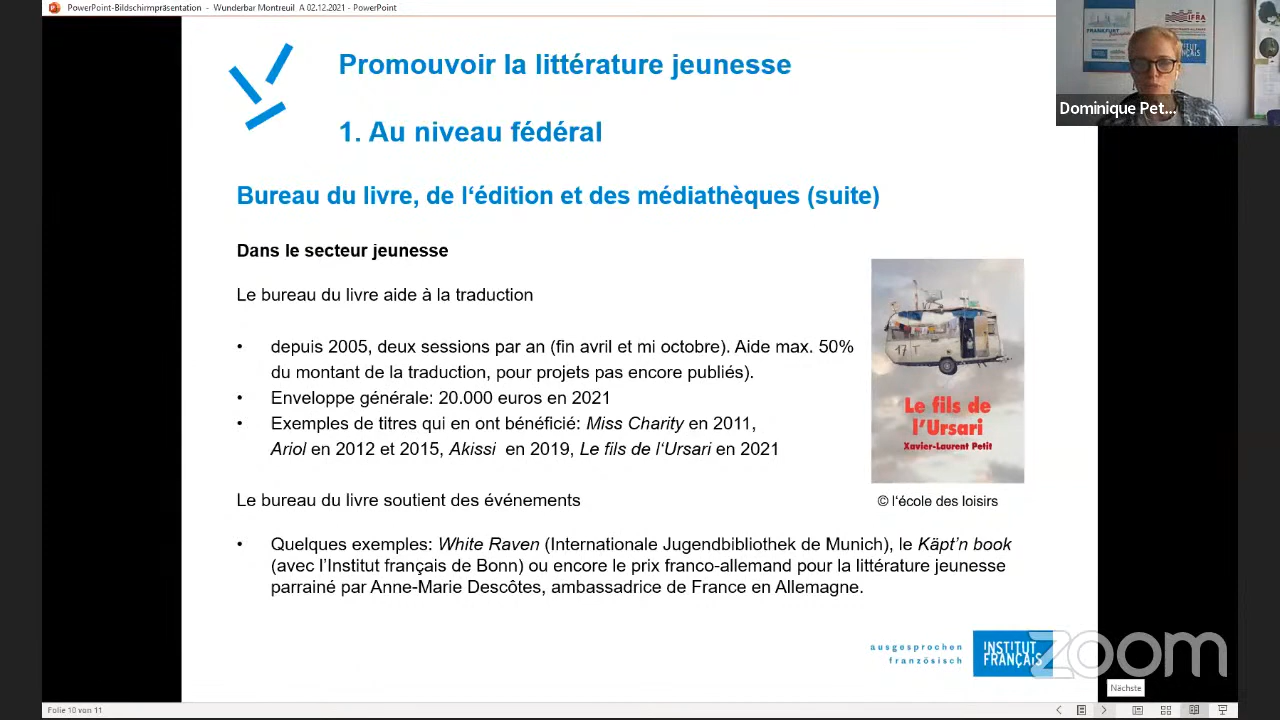 PowerPoint-Bildschirmpräsentation - Wunderbar Montreuil A 02.12.2021 - PowerPoint
FRANKFURT
IFRA
INSTITUT
FRANÇAIS
Dominique Pet...
Promouvoir la littérature jeunesse
1. Au niveau fédéral
Bureau du livre, de l‘édition et des médiathèques (suite)
Dans le secteur jeunesse
Le bureau du livre aide à la traduction
• depuis 2005, deux sessions par an (fin avril et mi octobre). Aide max. 50%
du montant de la traduction, pour projets pas encore publiés).
• Enveloppe générale: 20.000 euros en 2021
• Exemples de titres qui en ont bénéficié: Miss Charity en 2011,
Ariol en 2012 et 2015, Akissi en 2019, Le fils de l‘Ursari en 2021
17 T
Le fils de
l'Ursari
Xavier-Laurent Petit
© l‘école des loisirs
Le bureau du livre soutient des événements
• Quelques exemples: White Raven (Internationale Jugendbibliothek de Munich), le Käpt’n book
(avec l’Institut français de Bonn) ou encore le prix franco-allemand pour la littérature jeunesse
parrainé par Anne-Marie Descôtes, ambassadrice de France en Allemagne.
ausgesprochen
französisch
INSTITUT
FRANÇAIS
zoom
Nächste
Folie 10 von 11